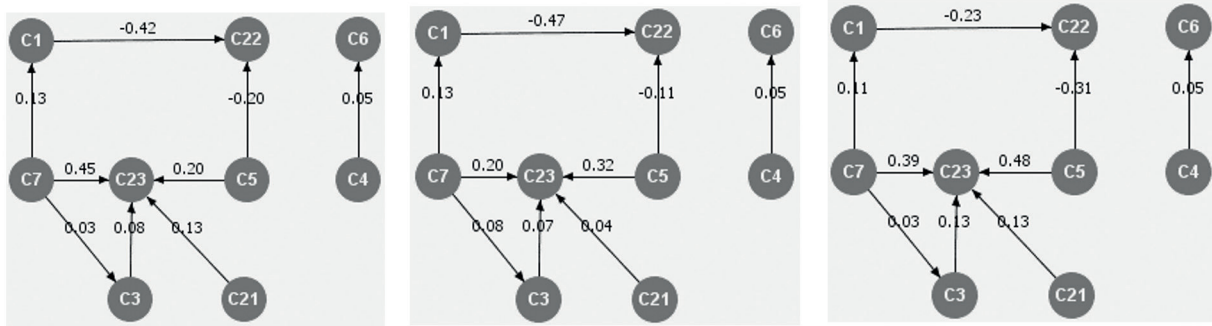 C1 -0.42 C22 C6
0.13 -0.20 0.05
C7 0.45 C23 0.20 C5 C4
0.03 0.08 0.13
C3 C21
C1 -0.47 C22 C6
0.13 -0.11 0.05
C7 0.20 C23 0.32 C5 C4
0.08 0.07 0.04
C3 C21
C1 -0.23 C22 C6
0.11 -0.31 0.05
C7 0.39 C23 0.48 C5 C4
0.03 0.13 0.13
C3 C21